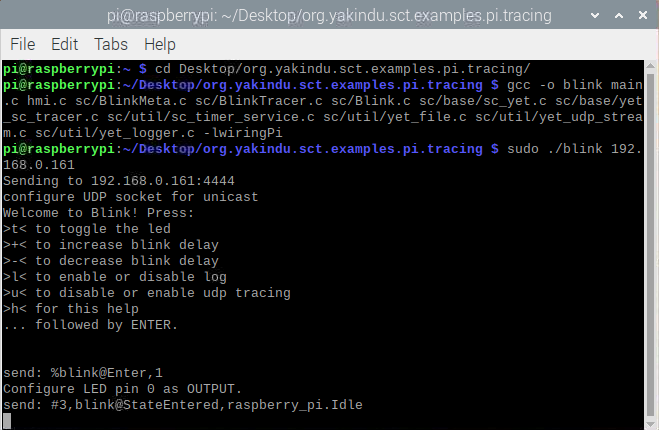 pi@raspberrypi: ~/Desktop/org.yakindu.sct.examples.pi.tracing
File Edit Tabs Help
pi@raspberrypi:~ $ cd Desktop/org.yakindu.sct.examples.pi.tracing/
pi@raspberrypi:~/Desktop/org.yakindu.sct.examples.pi.tracing $ gcc -o blink main
.c hmi.c sc/BlinkMeta.c sc/BlinkTracer.c sc/Blink.c sc/base/sc_yet.c sc/base/yet
_sc_tracer.c sc/util/sc_timer_service.c sc/util/yet_file.c sc/util/yet_udp_strea
m.c sc/util/yet_logger.c -lwiringPi
pi@raspberrypi:~/Desktop/org.yakindu.sct.examples.pi.tracing $ sudo ./blink 192.
168.0.161
Sending to 192.168.0.161:4444
configure UDP socket for unicast
Welcome to Blink! Press:
>t< to toggle the led
>+< to increase blink delay
>-< to decrease blink delay
>l< to enable or disable log
>u< to disable or enable udp tracing
>h< for this help
... followed by ENTER.
send: %blink@Enter,1
Configure LED pin 0 as OUTPUT.
send: #3,blink@StateEntered,raspberry_pi.Idle